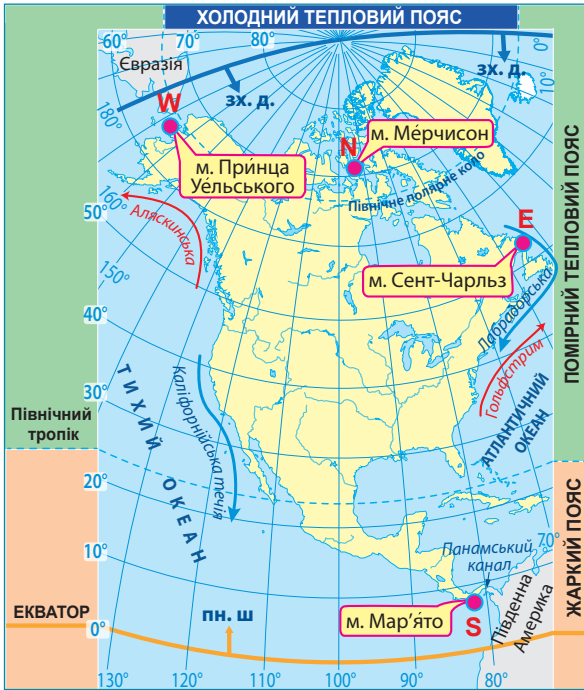 ХОЛОДНИЙ ТЕПЛОВИЙ ПОЯС
60°
70°
80°
0°
10°
Євразія
зх. д.
зх. д.
180°
W
м. Ме́рчисон
N
м. При́нца
Уе́льського
Північне полярне коло
160°
Аляскинська
50°
E
150°
м. Сент-Чарльз
Лабрадорська
ПОМІРНИЙ ТЕПЛОВИЙ ПОЯС
40°
Каліфорнійська течія
Гольфстрим
30°
ТИХИЙ ОКЕАН
АТЛАНТИЧНИЙ
ОКЕАН
Північний
тропік
20°
10°
70°
Панамський
канал
ЖАРКИЙ ПОЯС
ЕКВАТОР
пн. ш
м. Мар’я́то
S
Південна
Америка
0°
130°
120°
110°
100°
90°
80°